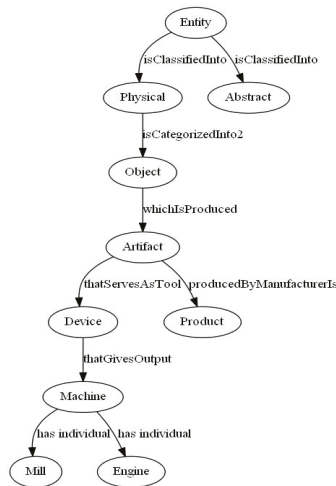 Entity
isClassifiedInto isClassifiedInto
Physical Abstract
isCategorizedInto2
Object
whichIsProduced
Artifact
thatServesAsTool producedByManufacturerIs
Device Product
thatGivesOutput
Machine
has individual has individual
Mill Engine